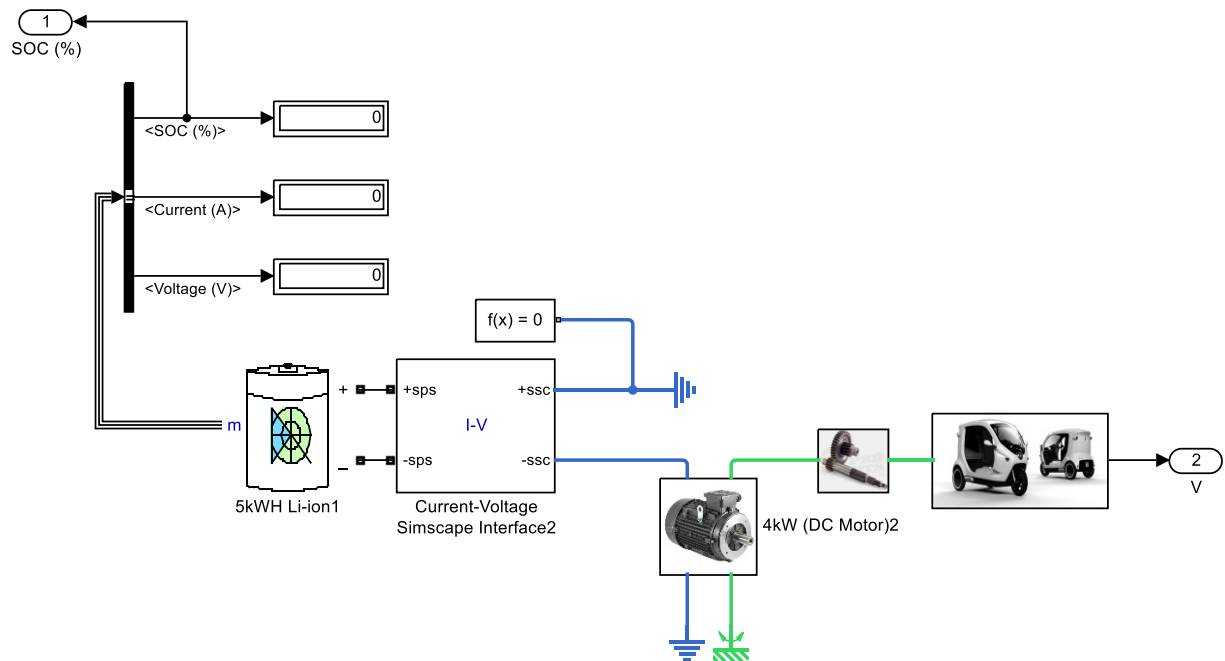 1
SOC (%)
<SOC (%)>
0
<Current (A)>
0
<Voltage (V)>
0
f(x) = 0
m
+
–
5kWH Li-ion1
+sps
-sps
I-V
+ssc
-ssc
Current-Voltage
Simscape Interface2
4kW (DC Motor)2
2
V